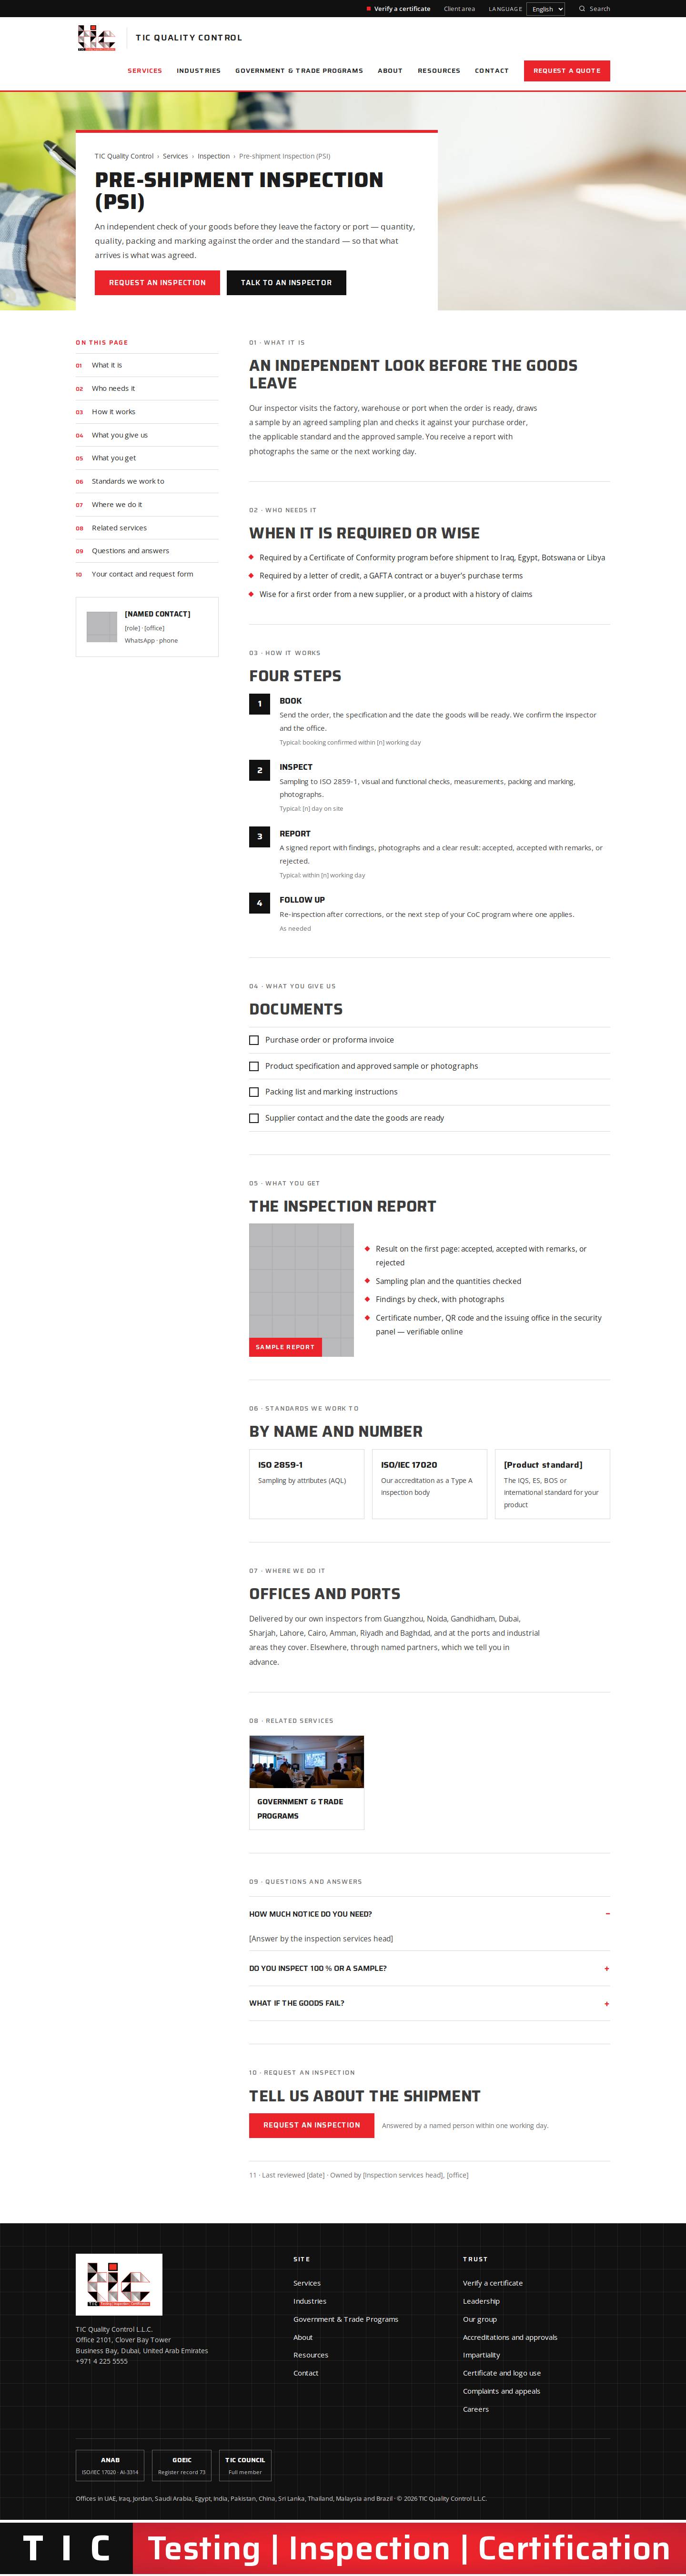 Verify a certificate
Client area
LANGUAGE
English
Search
TIC QUALITY CONTROL
SERVICES
INDUSTRIES
GOVERNMENT & TRADE PROGRAMS
ABOUT
RESOURCES
CONTACT
REQUEST A QUOTE
TIC Quality Control › Services › Inspection › Pre-shipment Inspection (PSI)
PRE-SHIPMENT INSPECTION
(PSI)
An independent check of your goods before they leave the factory or port — quantity,
quality, packing and marking against the order and the standard — so that what
arrives is what was agreed.
REQUEST AN INSPECTION
TALK TO AN INSPECTOR
ON THIS PAGE
01 What it is
02 Who needs it
03 How it works
04 What you give us
05 What you get
06 Standards we work to
07 Where we do it
08 Related services
09 Questions and answers
10 Your contact and request form
[NAMED CONTACT]
[role] · [office]
WhatsApp · phone
01 · WHAT IT IS
AN INDEPENDENT LOOK BEFORE THE GOODS
LEAVE
Our inspector visits the factory, warehouse or port when the order is ready, draws
a sample by an agreed sampling plan and checks it against your purchase order,
the applicable standard and the approved sample. You receive a report with
photographs the same or the next working day.
02 · WHO NEEDS IT
WHEN IT IS REQUIRED OR WISE
Required by a Certificate of Conformity program before shipment to Iraq, Egypt, Botswana or Libya
Required by a letter of credit, a GAFTA contract or a buyer's purchase terms
Wise for a first order from a new supplier, or a product with a history of claims
03 · HOW IT WORKS
FOUR STEPS
1
BOOK
Send the order, the specification and the date the goods will be ready. We confirm the inspector
and the office.
Typical: booking confirmed within [n] working day
2
INSPECT
Sampling to ISO 2859-1, visual and functional checks, measurements, packing and marking,
photographs.
Typical: [n] day on site
3
REPORT
A signed report with findings, photographs and a clear result: accepted, accepted with remarks, or
rejected.
Typical: within [n] working day
4
FOLLOW UP
Re-inspection after corrections, or the next step of your CoC program where one applies.
As needed
04 · WHAT YOU GIVE US
DOCUMENTS
Purchase order or proforma invoice
Product specification and approved sample or photographs
Packing list and marking instructions
Supplier contact and the date the goods are ready
05 · WHAT YOU GET
THE INSPECTION REPORT
SAMPLE REPORT
Result on the first page: accepted, accepted with remarks, or
rejected
Sampling plan and the quantities checked
Findings by check, with photographs
Certificate number, QR code and the issuing office in the security
panel — verifiable online
06 · STANDARDS WE WORK TO
BY NAME AND NUMBER
ISO 2859-1
Sampling by attributes (AQL)
ISO/IEC 17020
Our accreditation as a Type A
inspection body
[Product standard]
The IQS, ES, BOS or
international standard for your
product
07 · WHERE WE DO IT
OFFICES AND PORTS
Delivered by our own inspectors from Guangzhou, Noida, Gandhidham, Dubai,
Sharjah, Lahore, Cairo, Amman, Riyadh and Baghdad, and at the ports and industrial
areas they cover. Elsewhere, through named partners, which we tell you in
advance.
08 · RELATED SERVICES
GOVERNMENT & TRADE
PROGRAMS
09 · QUESTIONS AND ANSWERS
HOW MUCH NOTICE DO YOU NEED? –
[Answer by the inspection services head]
DO YOU INSPECT 100 % OR A SAMPLE? +
WHAT IF THE GOODS FAIL? +
10 · REQUEST AN INSPECTION
TELL US ABOUT THE SHIPMENT
REQUEST AN INSPECTION
Answered by a named person within one working day.
11 · Last reviewed [date] · Owned by [Inspection services head], [office]
TIC Quality Control L.L.C.
Office 2101, Clover Bay Tower
Business Bay, Dubai, United Arab Emirates
+971 4 225 5555
SITE
Services
Industries
Government & Trade Programs
About
Resources
Contact
TRUST
Verify a certificate
Leadership
Our group
Accreditations and approvals
Impartiality
Certificate and logo use
Complaints and appeals
Careers
ANAB
ISO/IEC 17020 · AI-3314
GOEIC
Register record 73
TIC COUNCIL
Full member
Offices in UAE, Iraq, Jordan, Saudi Arabia, Egypt, India, Pakistan, China, Sri Lanka, Thailand, Malaysia and Brazil · © 2026 TIC Quality Control L.L.C.
TIC Testing | Inspection | Certification